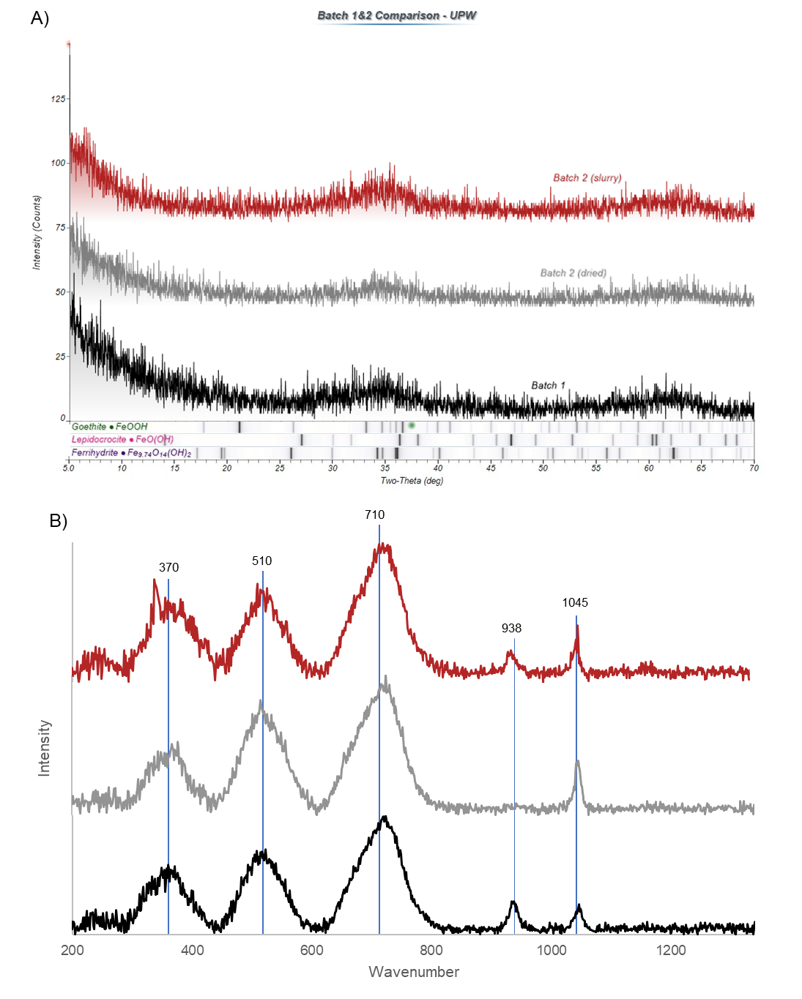 A)
Batch 1&2 Comparison - UPW
125
100
75
50
25
0
Intensity (Counts)
Batch 2 (slurry)
Batch 2 (dried)
Batch 1
Goethite ● FeOOH
Lepidocrocite ● FeO(OH)
Ferrihydrite ● Fe9.74O14(OH)2
5.0 10 15 20 25 30 35 40 45 50 55 60 65 70
Two-Theta (deg)
B)
710
370
510
1045
938
Intensity
200 400 600 800 1000 1200
Wavenumber